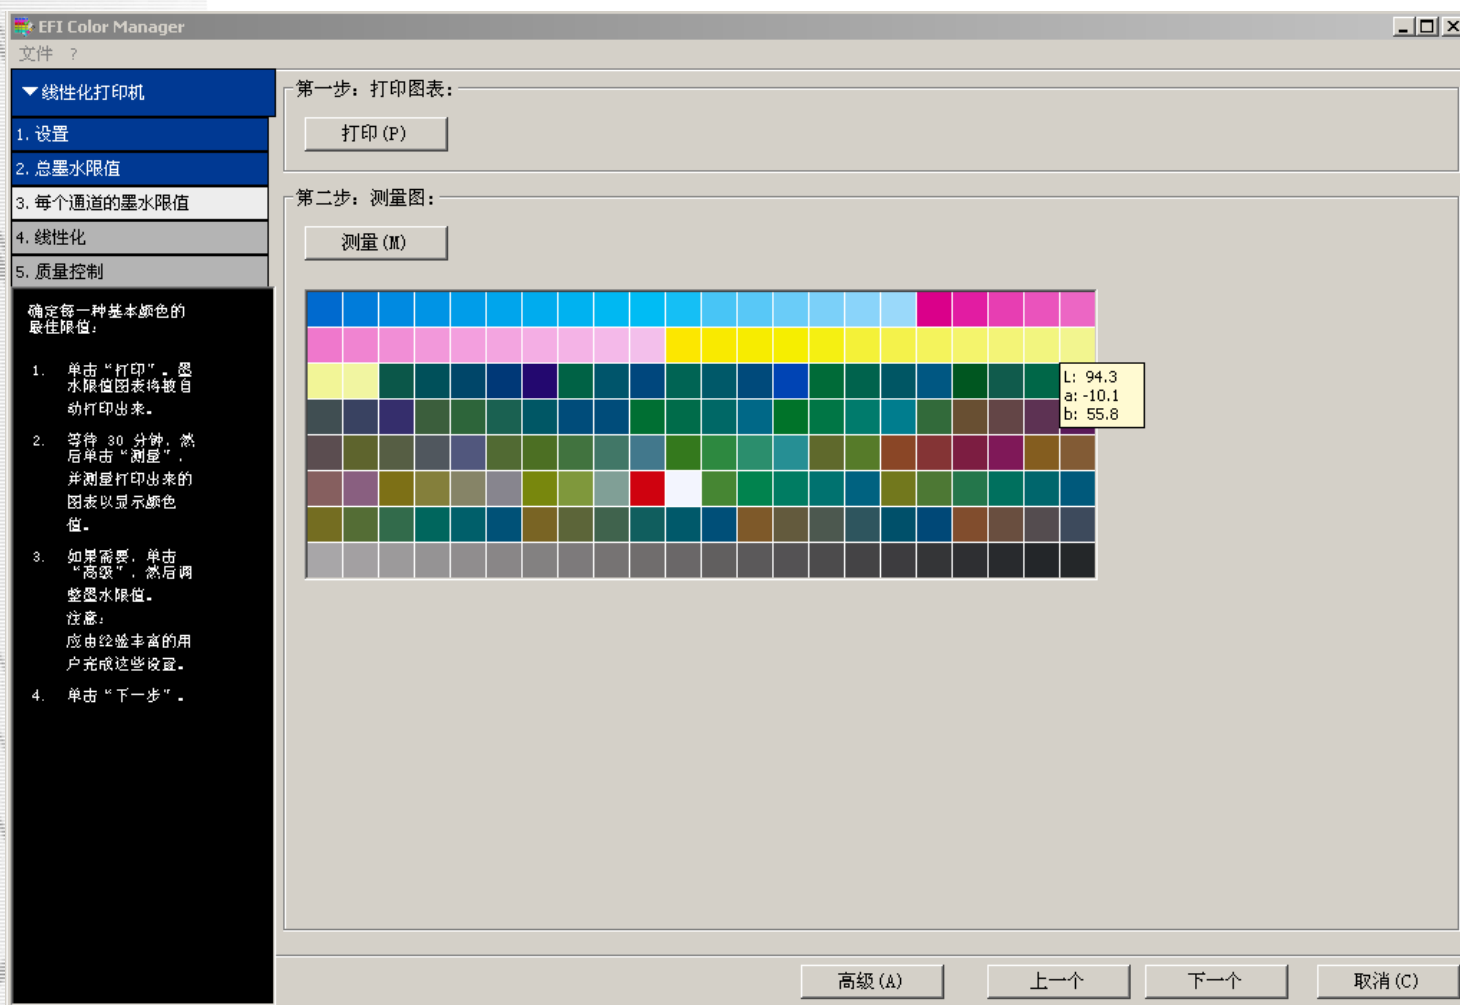 EFI Color Manager
文件 ?
▼线性化打印机
1. 设置
2. 总墨水限值
3. 每个通道的墨水限值
4. 线性化
5. 质量控制
确定每一种基本颜色的
最佳限值:
1. 单击“打印”。墨
水限值图表将被自
动打印出来。
2. 等待 30 分钟，然
后单击“测量”，
并测量打印出来的
图表以显示颜色
值。
3. 如果需要，单击
“高级”，然后调
整墨水限值。
注意:
应由经验丰富的用
户完成这些设置。
4. 单击“下一步”。
第一步: 打印图表:
打印(P)
第二步: 测量图:
测量(M)
L: 94.3
a: -10.1
b: 55.8
高级(A)
上一个
下一个
取消(C)